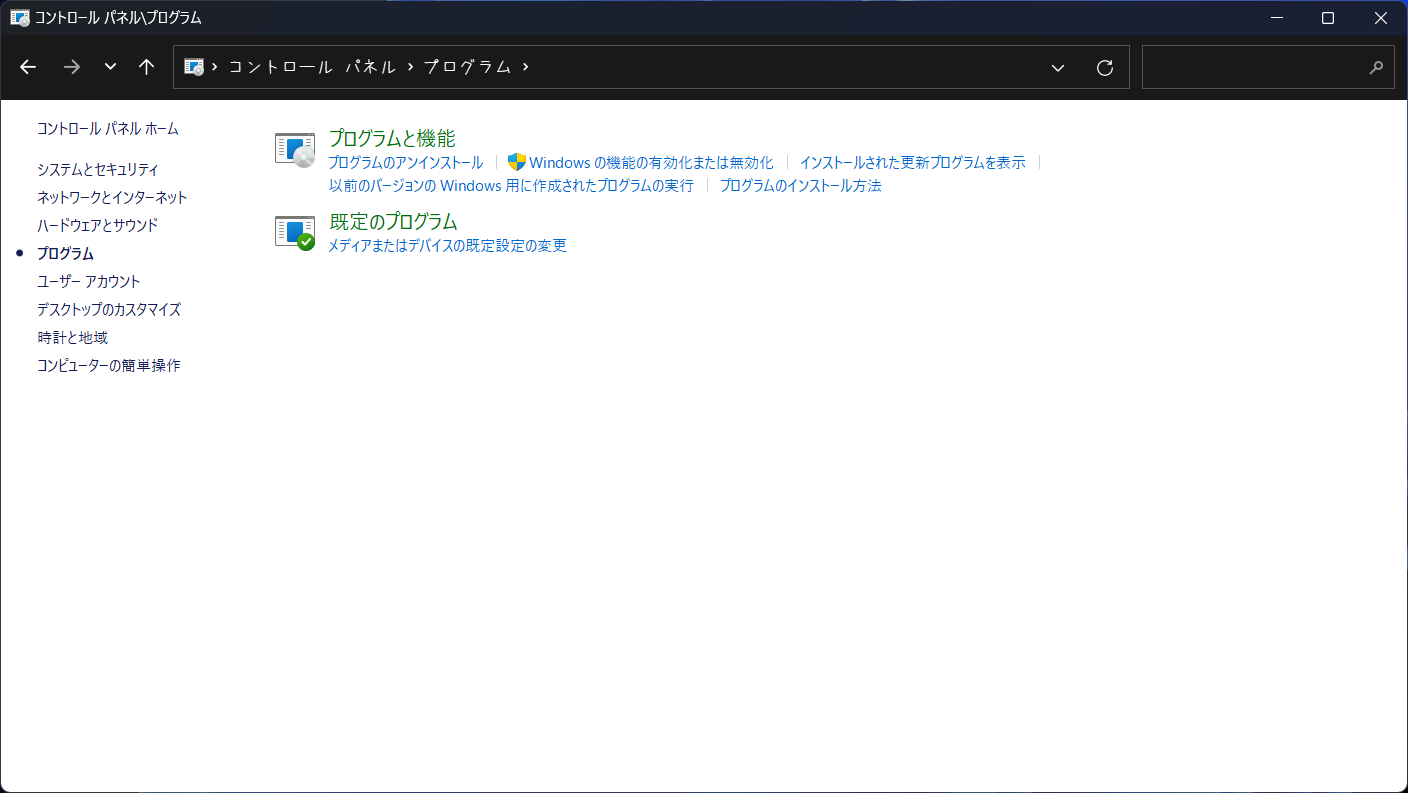 コントロール パネル\プログラム
コントロール パネル プログラム
コントロール パネル ホーム
システムとセキュリティ
ネットワークとインターネット
ハードウェアとサウンド
プログラム
ユーザー アカウント
デスクトップのカスタマイズ
時計と地域
コンピューターの簡単操作
プログラムと機能
プログラムのアンインストール Windows の機能の有効化または無効化 インストールされた更新プログラムを表示
以前のバージョンの Windows 用に作成されたプログラムの実行 プログラムのインストール方法
既定のプログラム
メディアまたはデバイスの既定設定の変更